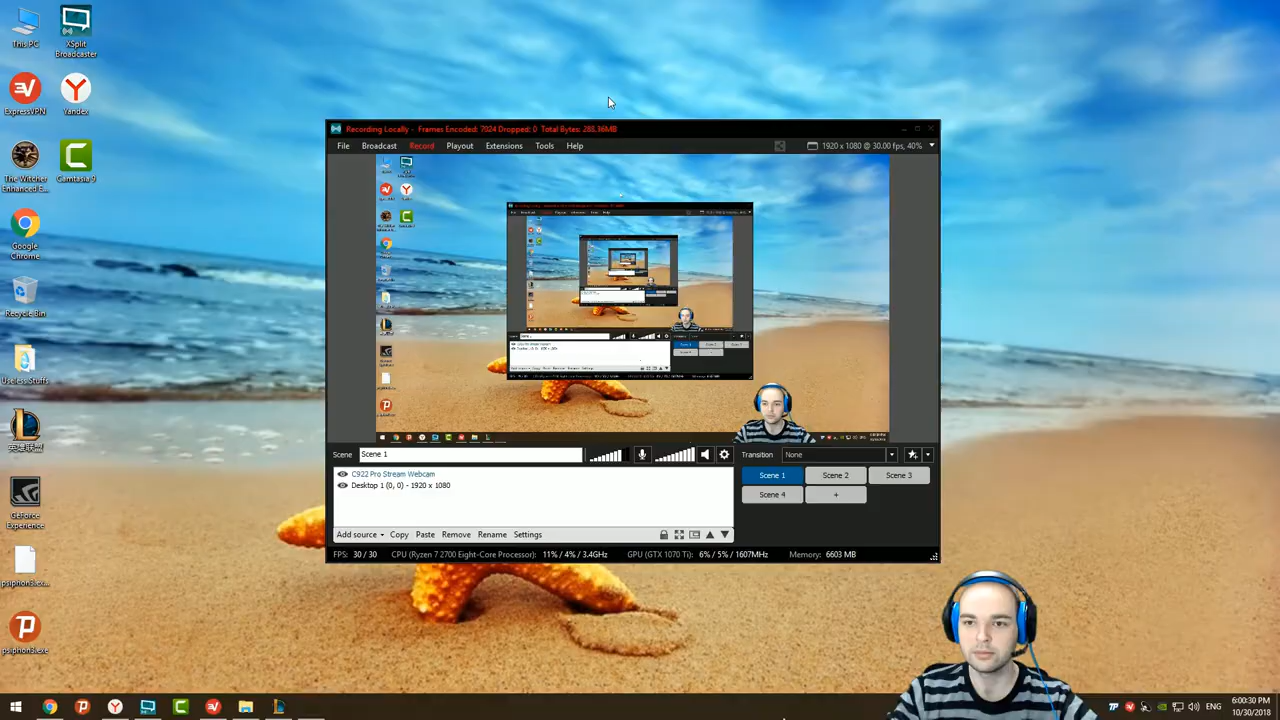 This PC
XSplit
Broadcaster
ExpressVPN
Yandex
The Witcher
Enhanced E...
Camtasia 9
Google
Chrome
Recycle Bin
Useless Stuffs
GeForce
Experience
psiphon3.ex...
psiphon3.exe
Recording Locally - Frames Encoded: 7024 Dropped: 0 Total Bytes: 288.36MB
File Broadcast Record Playout Extensions Tools Help
1920 x 1080 @ 30.00 fps, 40%
Scene Scene 1
Transition None
C922 Pro Stream Webcam
Desktop 1 (0, 0) - 1920 x 1080
Scene 1 Scene 2 Scene 3
Scene 4 +
Add source Copy Paste Remove Rename Settings
FPS: 30 / 30 CPU (Ryzen 7 2700 Eight-Core Processor): 11% / 4% / 3.4GHz GPU (GTX 1070 Ti): 6% / 5% / 1607MHz Memory: 6603 MB
ENG
6:00:30 PM
10/30/2018